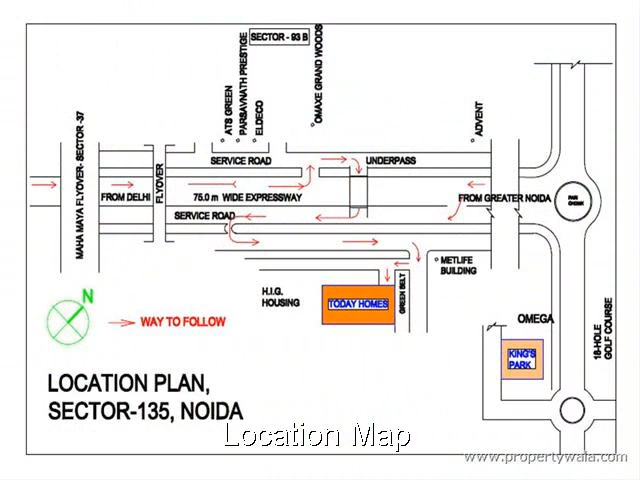 SECTOR - 93 B
ATS GREEN
PARSAVNATH PRESTIGE
ELDECO
OMAXE GRAND WOODS
ADVENT
MAHA MAYA FLYOVER- SECTOR -37
FLYOVER
SERVICE ROAD
UNDERPASS
FROM DELHI
75.0 m WIDE EXPRESSWAY
FROM GREATER NOIDA
SERVICE ROAD
METLIFE
BUILDING
H.I.G.
HOUSING
TODAY HOMES
GREEN BELT
N
WAY TO FOLLOW
OMEGA
KING'S
PARK
18-HOLE
GOLF COURSE
LOCATION PLAN,
SECTOR-135, NOIDA
Location Map
www.propertywala.com